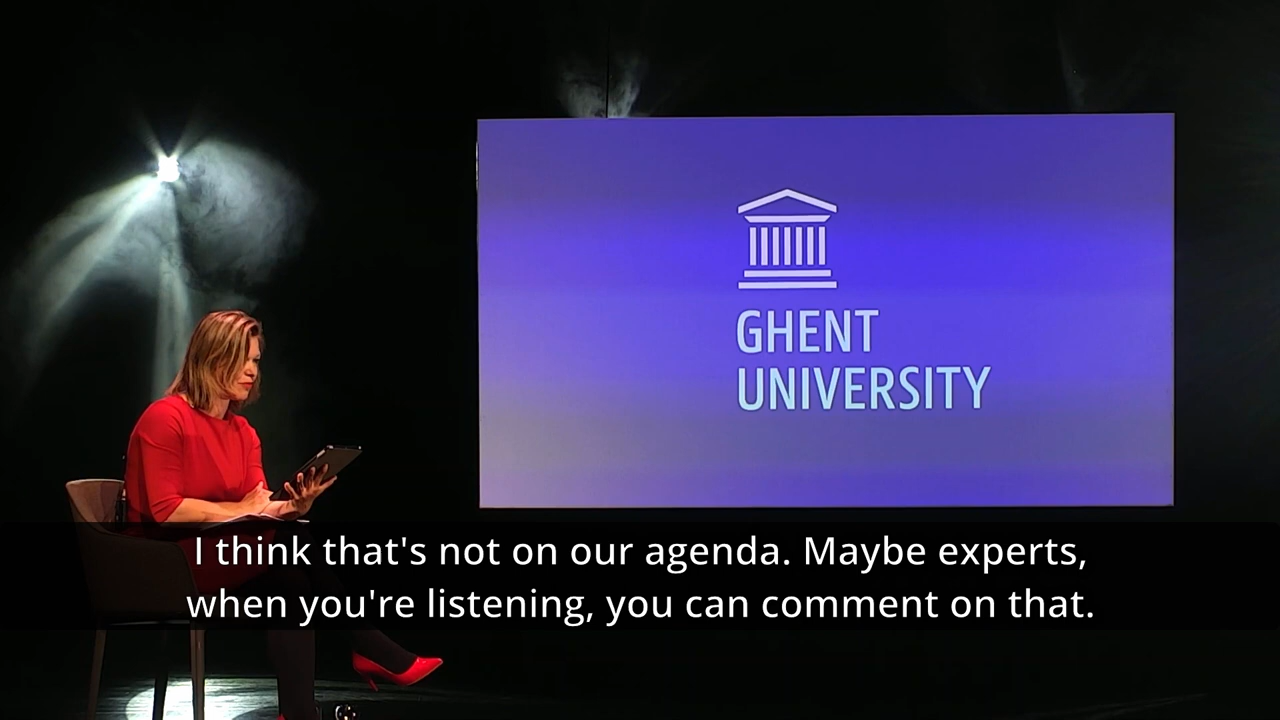 GHENT
UNIVERSITY
I think that's not on our agenda. Maybe experts,
when you're listening, you can comment on that.